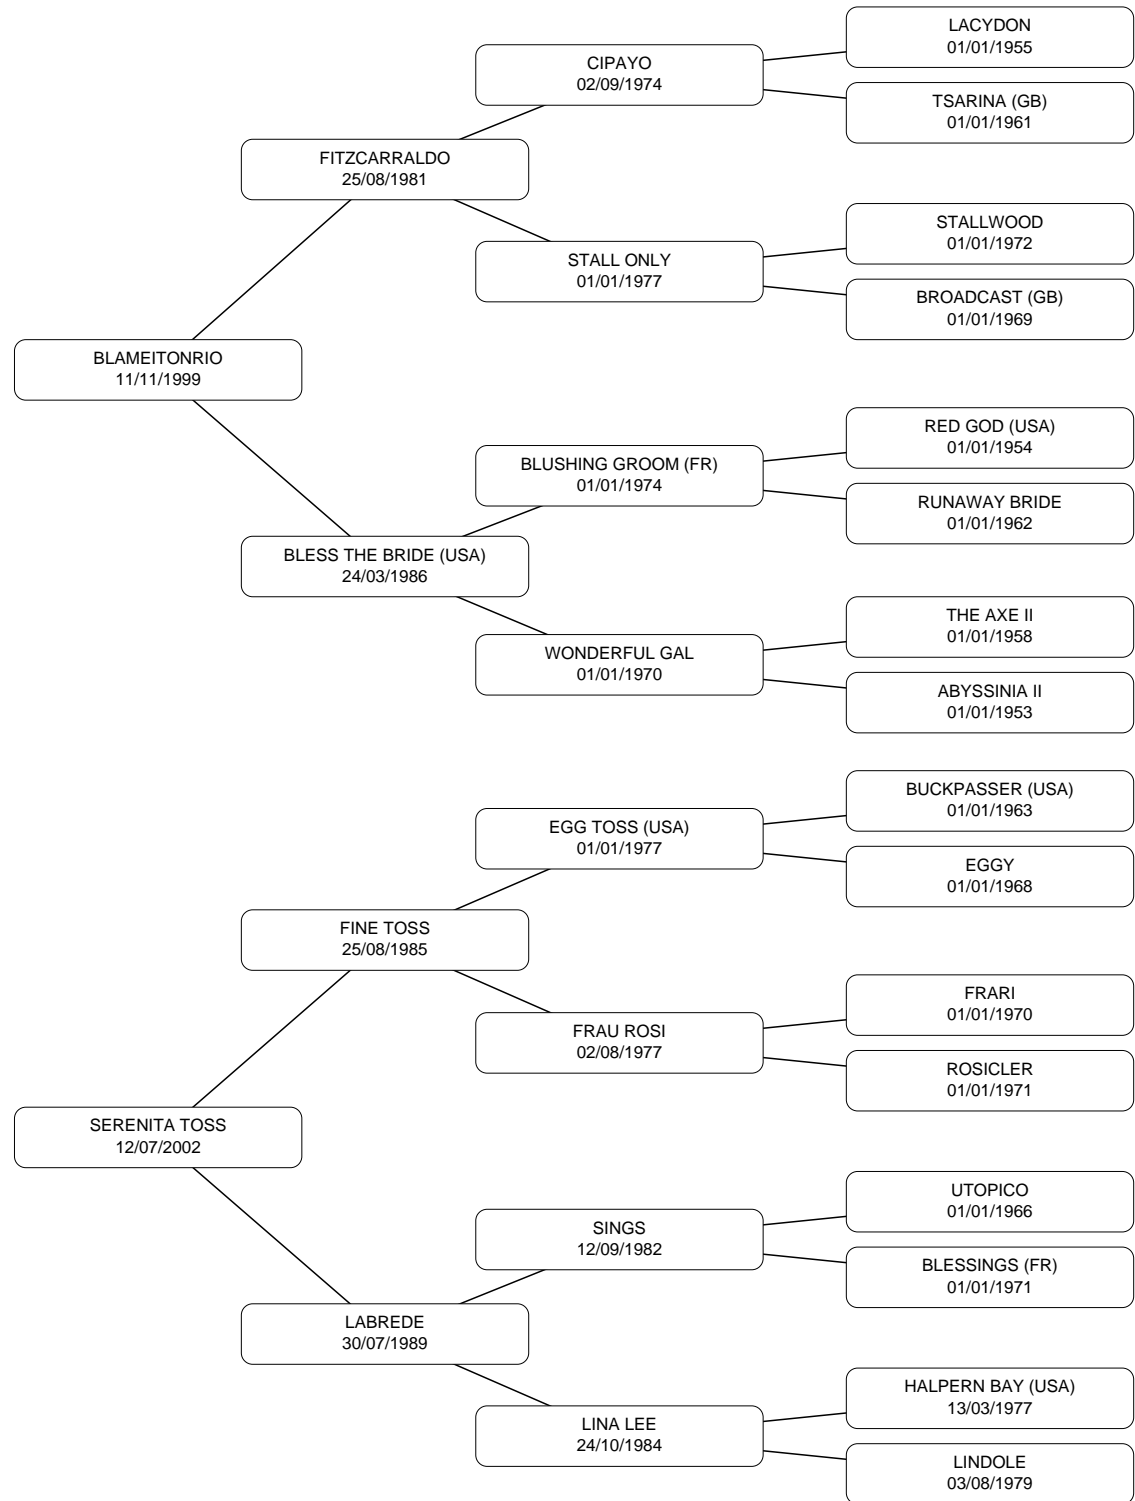 LACYDON
01/01/1955
CIPAYO
02/09/1974
TSARINA (GB)
01/01/1961
FITZCARRALDO
25/08/1981
STALLWOOD
01/01/1972
STALL ONLY
01/01/1977
BROADCAST (GB)
01/01/1969
BLAMEITONRIO
11/11/1999
RED GOD (USA)
01/01/1954
BLUSHING GROOM (FR)
01/01/1974
RUNAWAY BRIDE
01/01/1962
BLESS THE BRIDE (USA)
24/03/1986
THE AXE II
01/01/1958
WONDERFUL GAL
01/01/1970
ABYSSINIA II
01/01/1953
BUCKPASSER (USA)
01/01/1963
EGG TOSS (USA)
01/01/1977
EGGY
01/01/1968
FINE TOSS
25/08/1985
FRARI
01/01/1970
FRAU ROSI
02/08/1977
ROSICLER
01/01/1971
SERENITA TOSS
12/07/2002
UTOPICO
01/01/1966
SINGS
12/09/1982
BLESSINGS (FR)
01/01/1971
LABREDE
30/07/1989
HALPERN BAY (USA)
13/03/1977
LINA LEE
24/10/1984
LINDOLE
03/08/1979